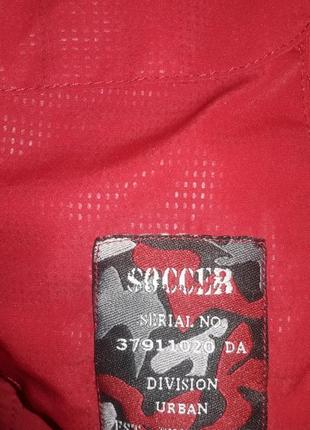 SOCCER
SERIAL NO.
37911020 DA
DIVISION
URBAN